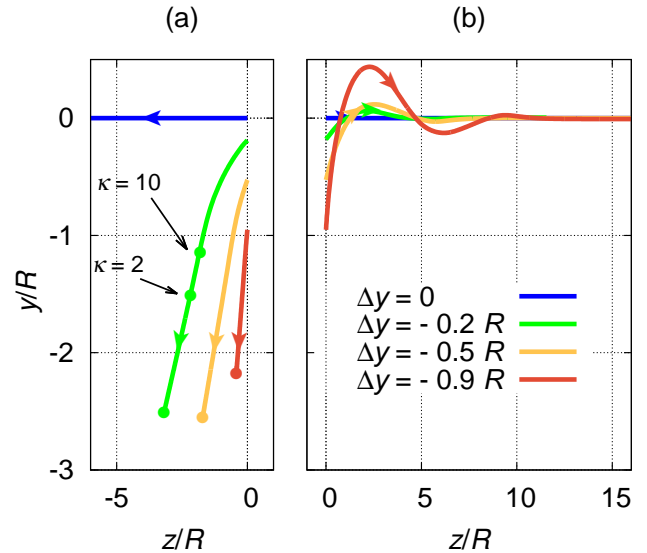 (a)
(b)
y/R
0
-1
-2
-3
κ = 10
κ = 2
-5
0
z/R
Δy = 0
Δy = - 0.2 R
Δy = - 0.5 R
Δy = - 0.9 R
0
5
10
15
z/R